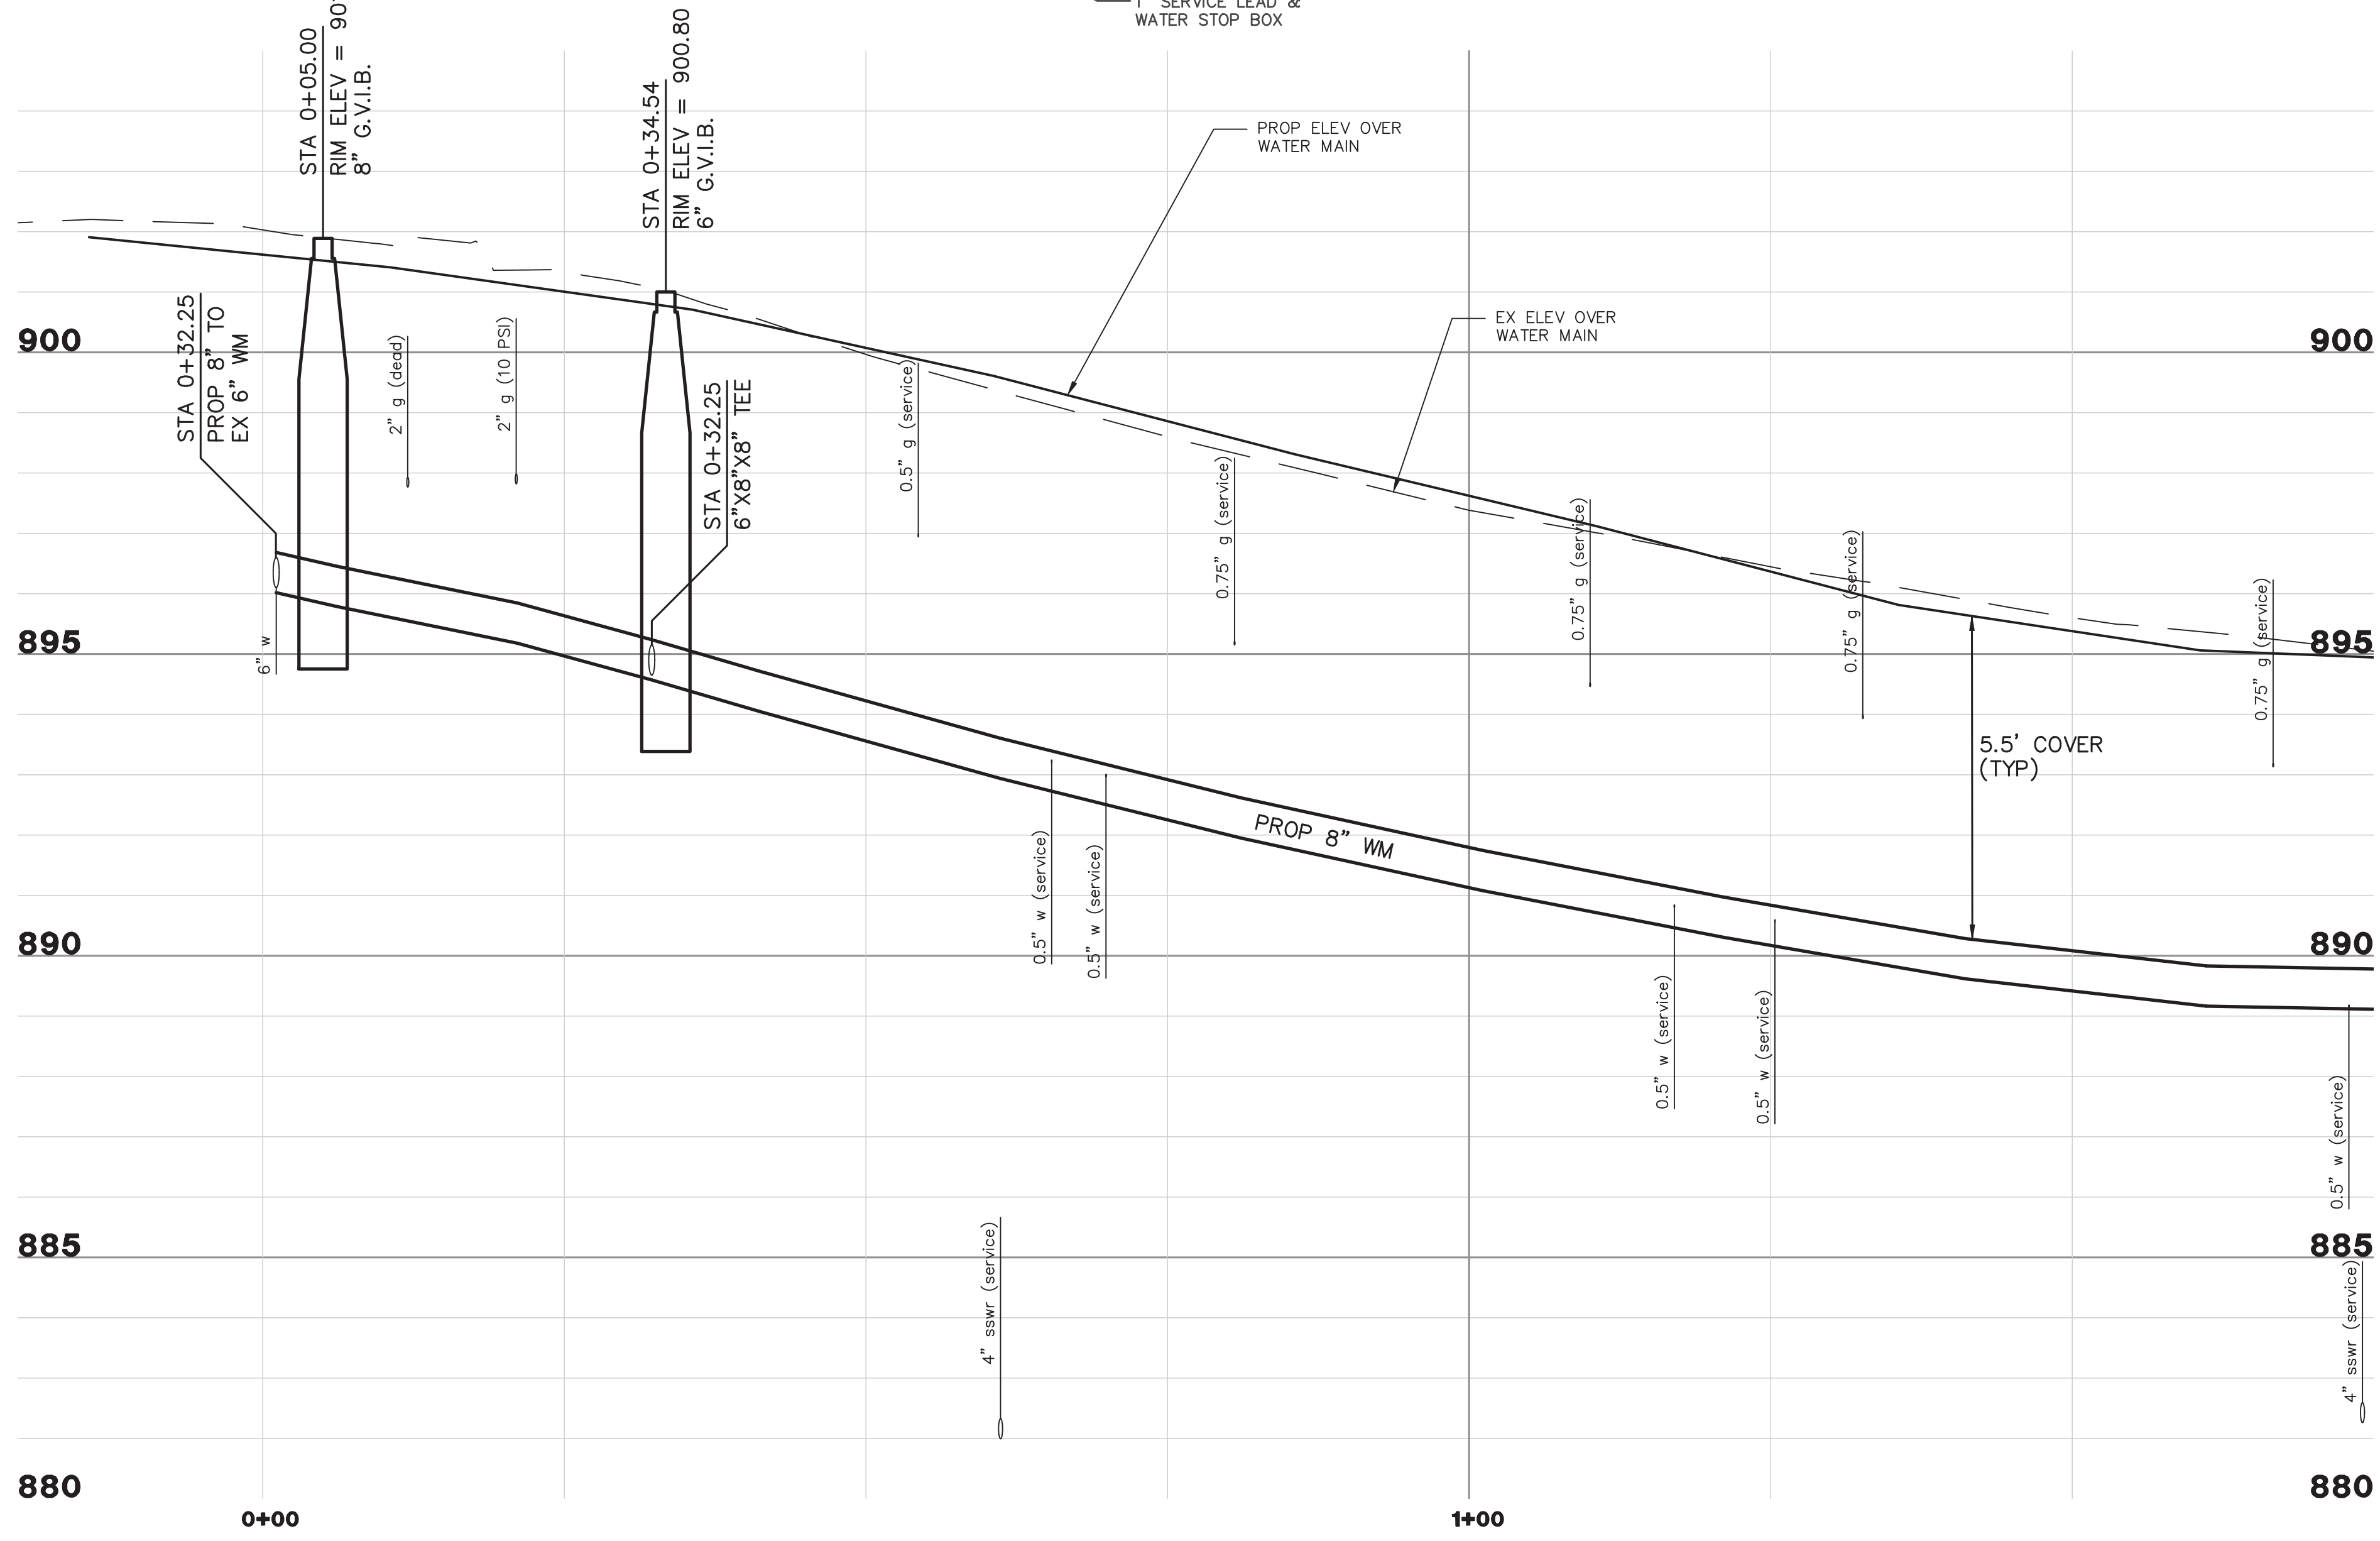 1" SERVICE LEAD &
WATER STOP BOX
STA 0+05.00
RIM ELEV =
8" G.V.I.B.
STA 0+34.54
RIM ELEV = 900.80
6" G.V.I.B.
PROP ELEV OVER
WATER MAIN
EX ELEV OVER
WATER MAIN
STA 0+32.25
PROP 8" TO
EX 6" WM
2" g (dead)
2" g (10 PSI)
STA 0+32.25
6"X8"X8" TEE
0.5" g (service)
0.75" g (service)
0.75" g (service)
0.75" g (service)
0.75" g (service)
900
900
895
895
6" w
5.5' COVER
(TYP)
PROP 8" WM
0.5" w (service)
0.5" w (service)
0.5" w (service)
0.5" w (service)
0.5" w (service)
890
890
885
885
4" sswr (service)
4" sswr (service)
880
880
0+00
1+00